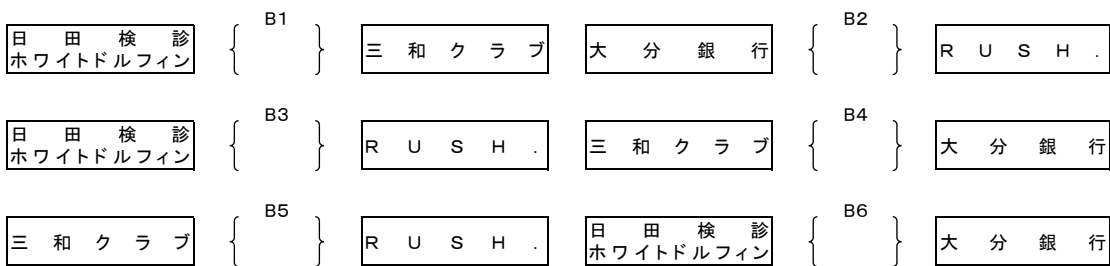 B1 B2
日田検診 三和クラブ 大分銀行 RUSH.
ホワイトドルフィン
B3 B4
日田検診 RUSH. 三和クラブ 大分銀行
ホワイトドルフィン
B5 B6
三和クラブ RUSH. 日田検診 大分銀行
ホワイトドルフィン